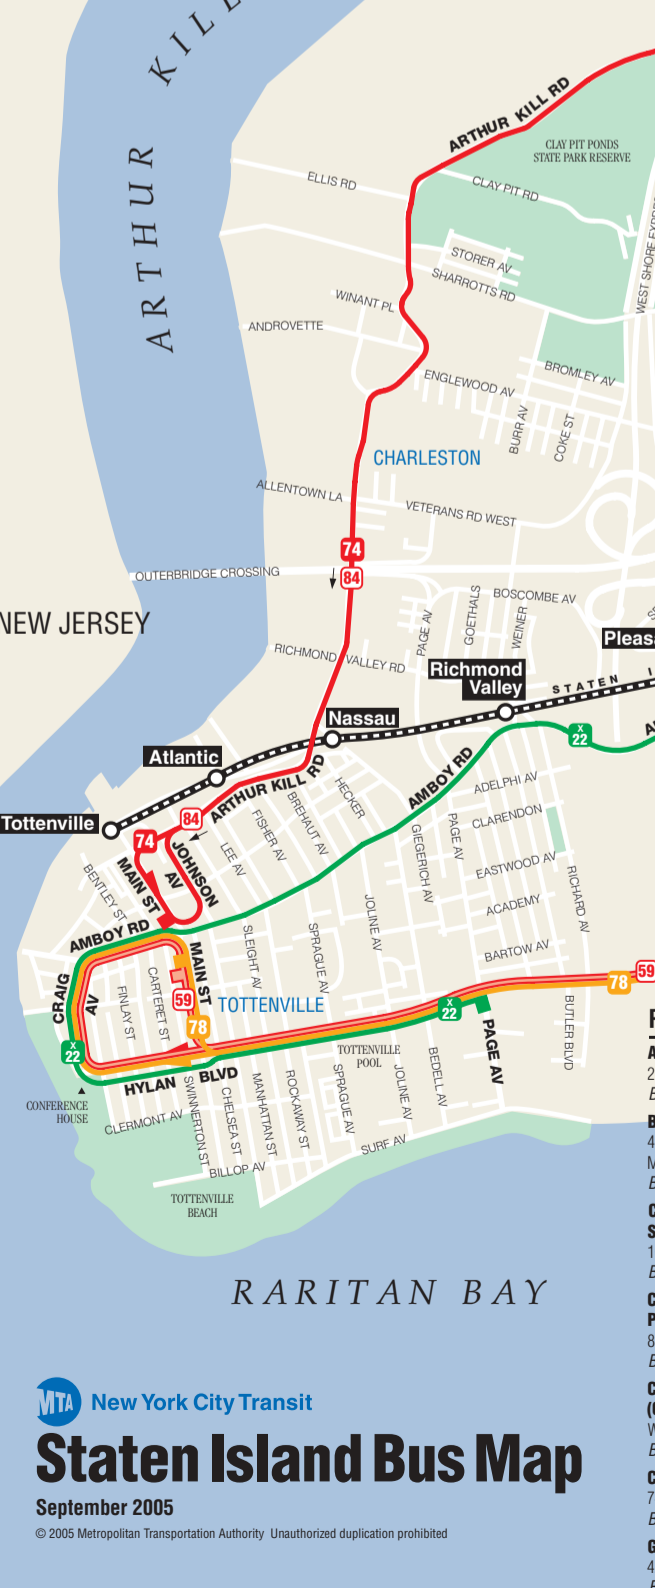 ARTHUR KILL
ARTHUR KILL RD
CLAY PIT PONDS
STATE PARK RESERVE
ELLIS RD
CLAY PIT RD
STORER AV
SHARROTTS RD
WINANT PL
ANDROVETTE
ENGLEWOOD AV
BROMLEY AV
BURR AV
COKE ST
CHARLESTON
ALLENTOWN LA
VETERANS RD WEST
74
84
OUTERBRIDGE CROSSING
BOSCOMBE AV
PAGE AV
GOETHALS
WEINER
NEW JERSEY
RICHMOND VALLEY RD
Richmond
Valley
STATEN
Nassau
X
22
Atlantic
ARTHUR KILL RD
HECKER
AMBOY RD
ADELPHI AV
Tottenville
84
74
BREHAUT AV
FISHER AV
LEE AV
JOHNSON
AV
MAIN ST
BENTLEY ST
CLARENDON
PAGE AV
GIEGERICH AV
EASTWOOD AV
RICHARD AV
ACADEMY
JOLINE AV
BARTOW AV
AMBOY RD
SLEIGHT AV
SPRAGUE AV
CRAIG
AV
MAIN ST
CARTERET ST
FINLAY ST
59
78
TOTTENVILLE
59
78
X
22
PAGE AV
BUTLER BLVD
X
22
TOTTENVILLE
POOL
HYLAN BLVD
BEDELL AV
JOLINE AV
SPRAGUE AV
ROCKAWAY ST
MANHATTAN ST
CHELSEA ST
SWINNERTON ST
CONFERENCE
HOUSE
CLERMONT AV
SURF AV
BILLOP AV
TOTTENVILLE
BEACH
RARITAN BAY
MTA New York City Transit
Staten Island Bus Map
September 2005
© 2005 Metropolitan Transportation Authority Unauthorized duplication prohibited